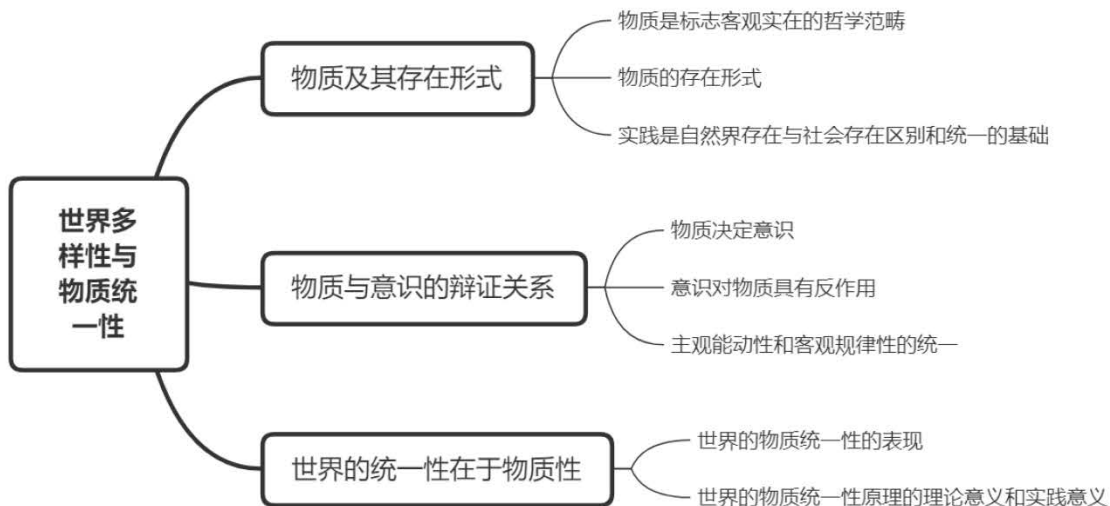 世界多
样性与
物质统
一性
物质及其存在形式
物质是标志客观实在的哲学范畴
物质的存在形式
实践是自然界存在与社会存在区别和统一的基础
物质与意识的辩证关系
物质决定意识
意识对物质具有反作用
主观能动性和客观规律性的统一
世界的统一性在于物质性
世界的物质统一性的表现
世界的物质统一性原理的理论意义和实践意义